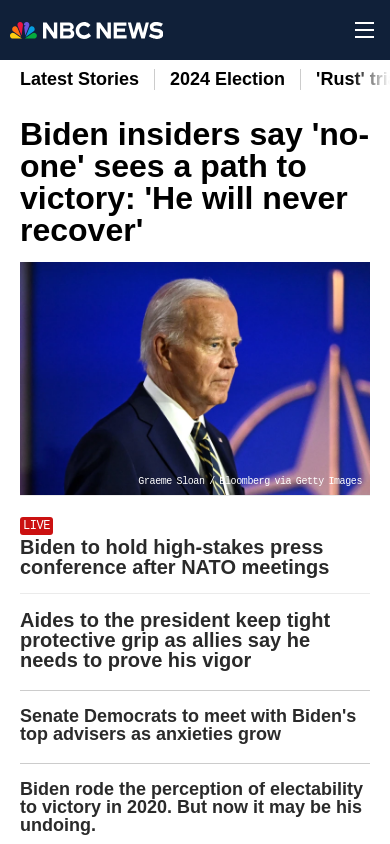 NBC NEWS
Latest Stories
2024 Election
'Rust' tri
Biden insiders say 'no-
one' sees a path to
victory: 'He will never
recover'
Graeme Sloan / Bloomberg via Getty Images
LIVE
Biden to hold high-stakes press
conference after NATO meetings
Aides to the president keep tight
protective grip as allies say he
needs to prove his vigor
Senate Democrats to meet with Biden's
top advisers as anxieties grow
Biden rode the perception of electability
to victory in 2020. But now it may be his
undoing.